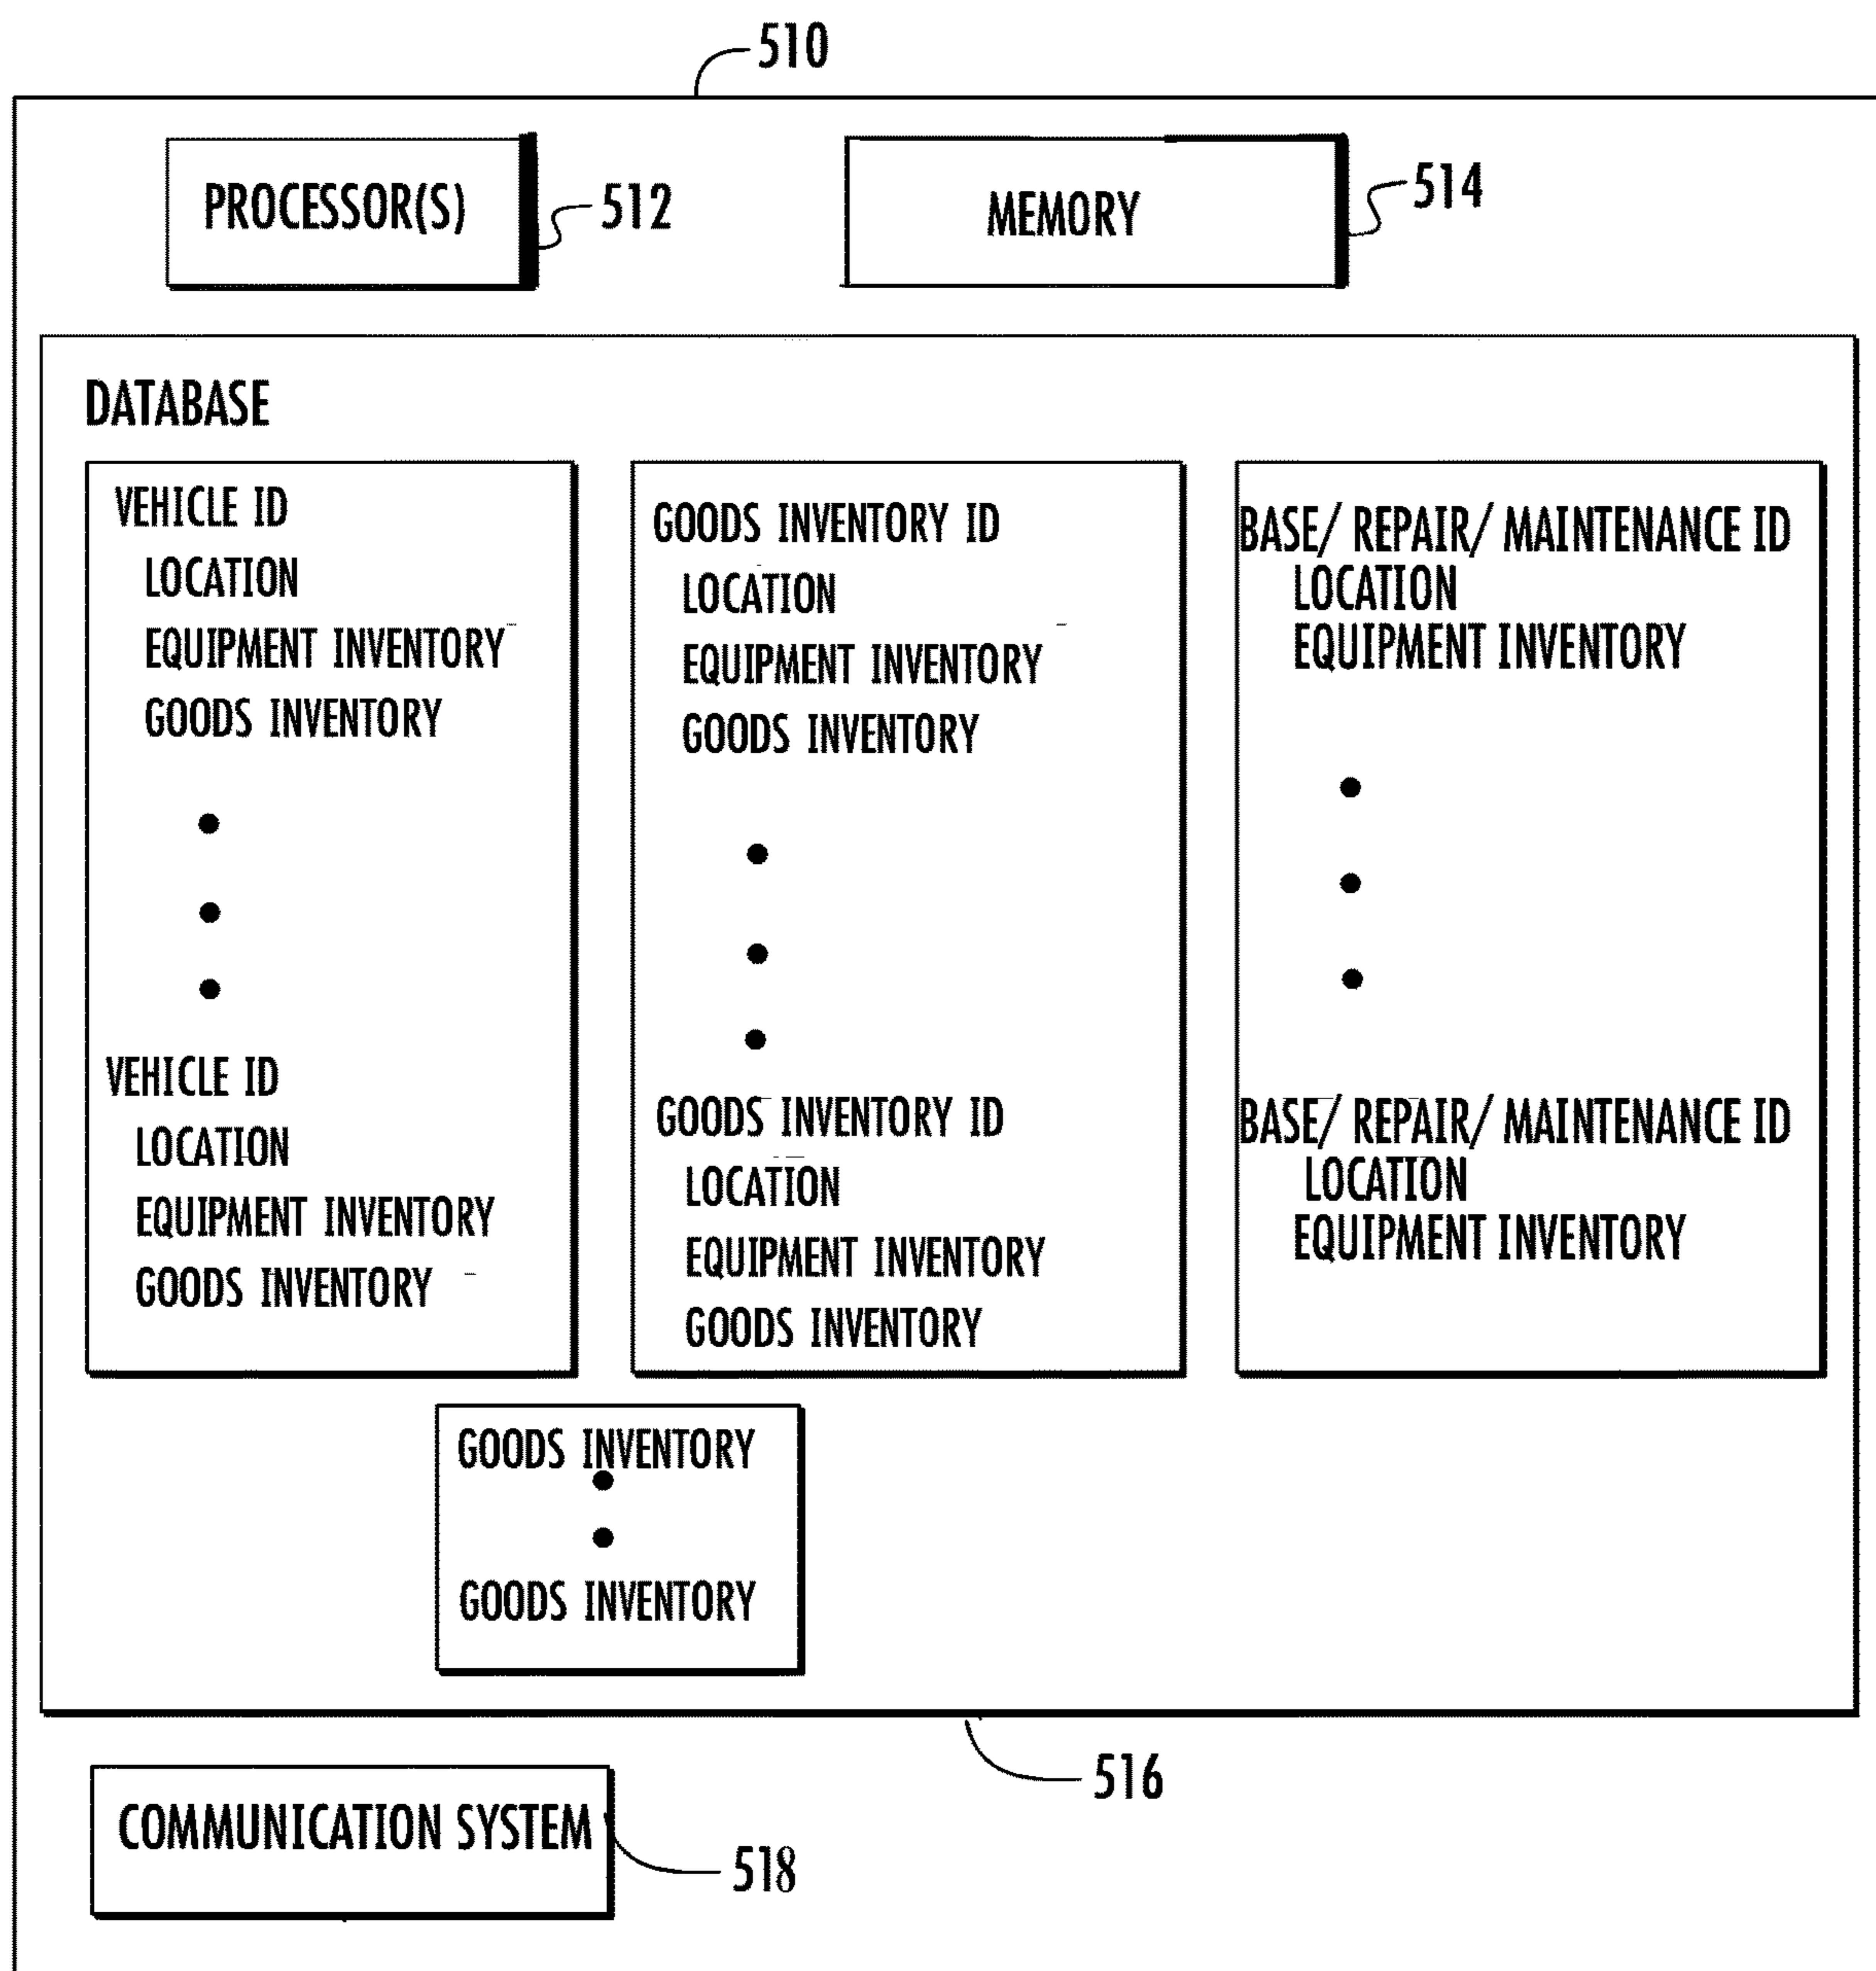 510
PROCESSOR(S)
512
MEMORY
514
DATABASE
VEHICLE ID
LOCATION
EQUIPMENT INVENTORY
GOODS INVENTORY
VEHICLE ID
LOCATION
EQUIPMENT INVENTORY
GOODS INVENTORY
GOODS INVENTORY ID
LOCATION
EQUIPMENT INVENTORY
GOODS INVENTORY
GOODS INVENTORY ID
LOCATION
EQUIPMENT INVENTORY
GOODS INVENTORY
BASE/ REPAIR/ MAINTENANCE ID
LOCATION
EQUIPMENT INVENTORY
BASE/ REPAIR/ MAINTENANCE ID
LOCATION
EQUIPMENT INVENTORY
GOODS INVENTORY
GOODS INVENTORY
516
COMMUNICATION SYSTEM
518